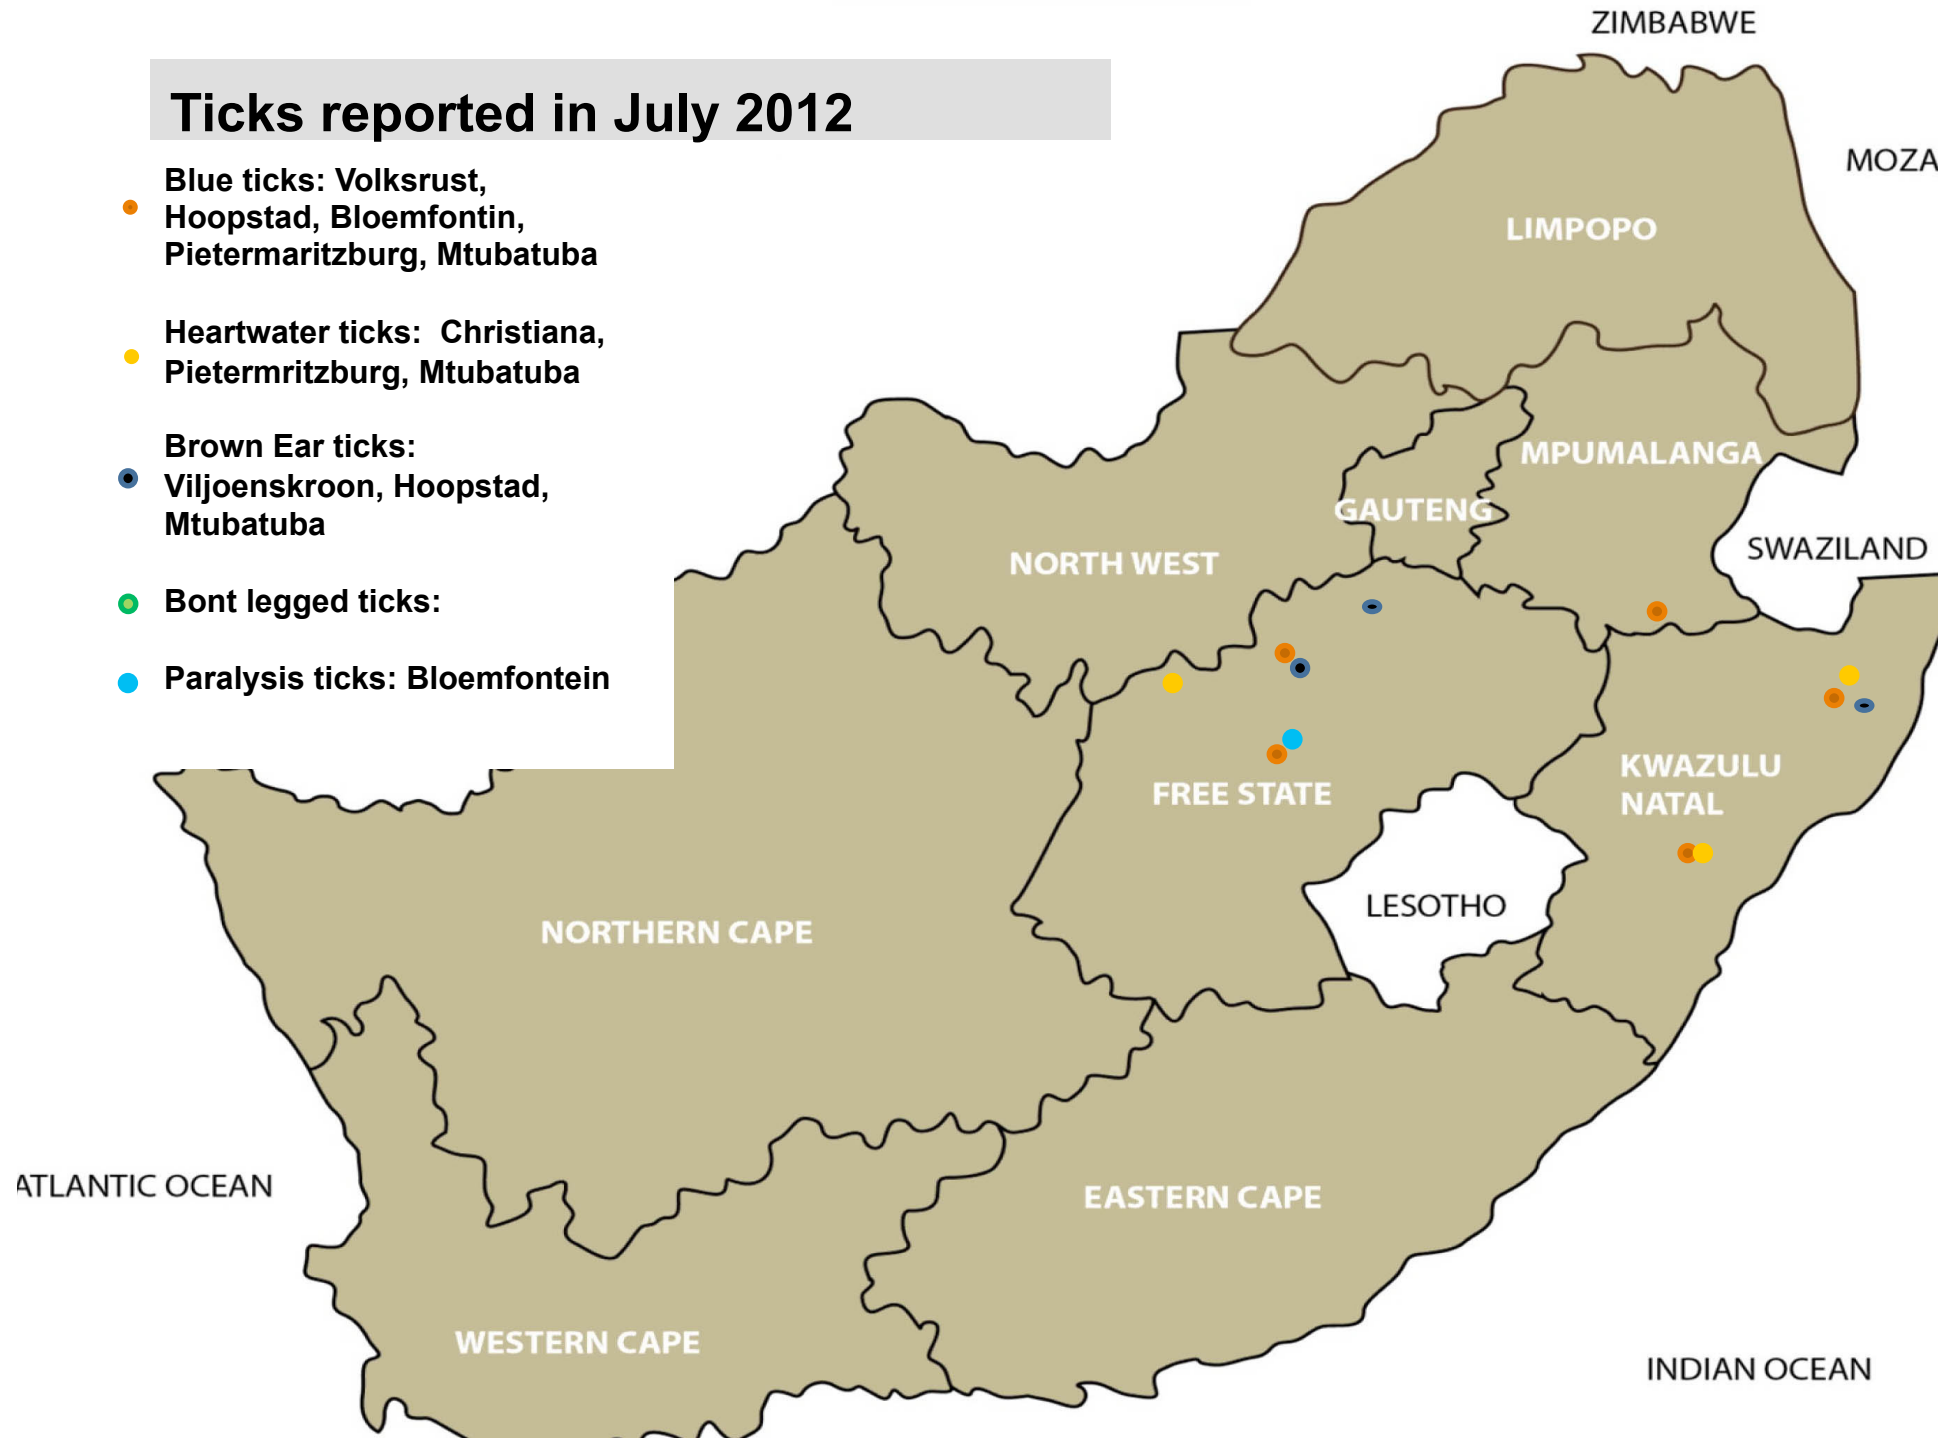 ZIMBABWE
Ticks reported in July 2012
MOZA
Blue ticks: Volksrust,
Hoopstad, Bloemfontin,
Pietermaritzburg, Mtubatuba
LIMPOPO
Heartwater ticks:  Christiana,
Pietermritzburg, Mtubatuba
Brown Ear ticks:
Viljoenskroon, Hoopstad,
Mtubatuba
MPUMALANGA
GAUTENG
NORTH WEST
SWAZILAND
Bont legged ticks:
Paralysis ticks: Bloemfontein
KWAZULU
NATAL
FREE STATE
LESOTHO
NORTHERN CAPE
ATLANTIC OCEAN
EASTERN CAPE
WESTERN CAPE
INDIAN OCEAN